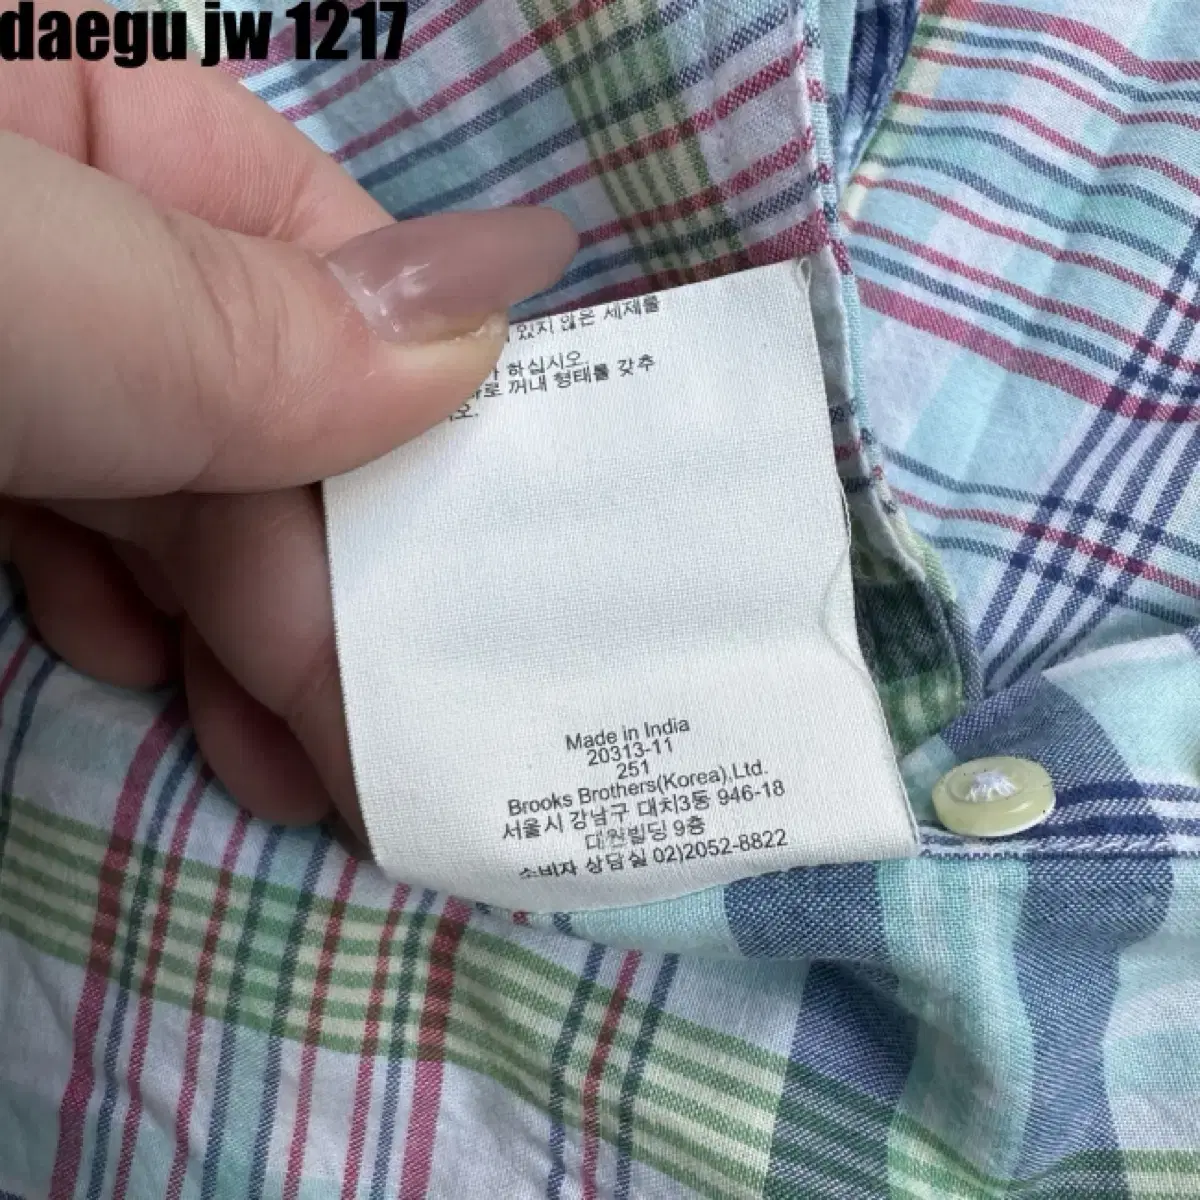 daegu jw 1217
있지 않은 세제를
하십시오.
꺼내 형태를 갖추
오.
Made in India
20313-11
251
Brooks Brothers(Korea),Ltd.
서울시 강남구 대치3동 946-18
대원빌딩 9층
소비자 상담실 02)2052-8822